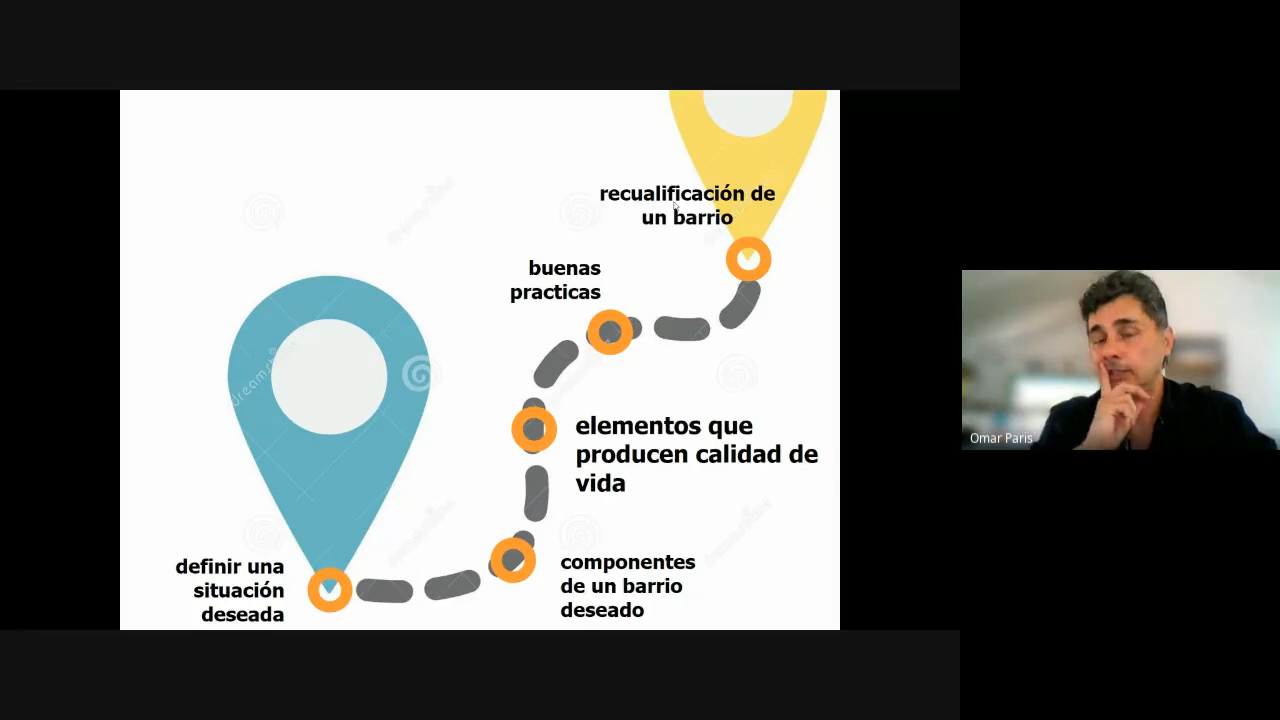 recualificación de
un barrio
buenas
practicas
elementos que
producen calidad de
vida
componentes
de un barrio
deseado
definir una
situación
deseada
Omar Paris
dreamstime